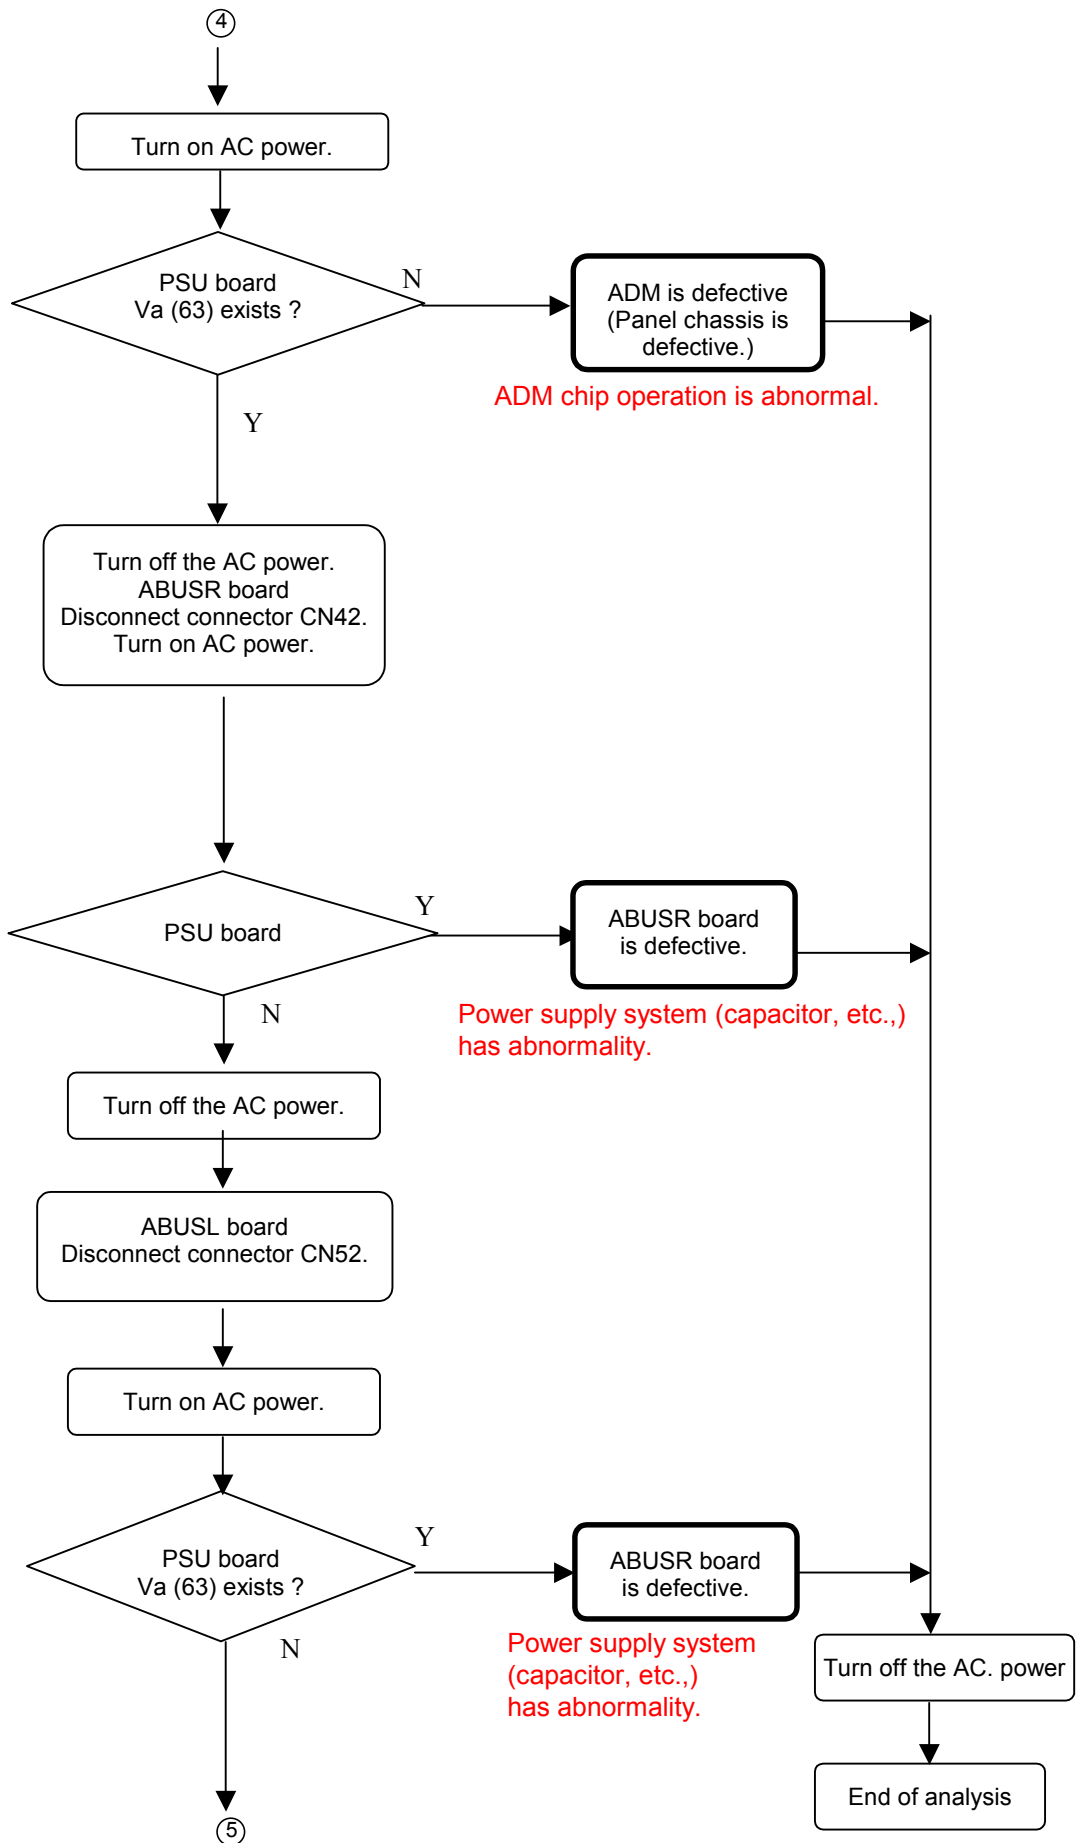 4
Turn on AC power.
PSU board
Va (63) exists ?
N
ADM is defective
(Panel chassis is
defective.)
ADM chip operation is abnormal.
Y
Turn off the AC power.
ABUSR board
Disconnect connector CN42.
Turn on AC power.
PSU board
Y
ABUSR board
is defective.
Power supply system (capacitor, etc.,)
has abnormality.
N
Turn off the AC power.
ABUSL board
Disconnect connector CN52.
Turn on AC power.
PSU board
Va (63) exists ?
Y
ABUSR board
is defective.
Power supply system
(capacitor, etc.,)
has abnormality.
N
Turn off the AC. power
End of analysis
5